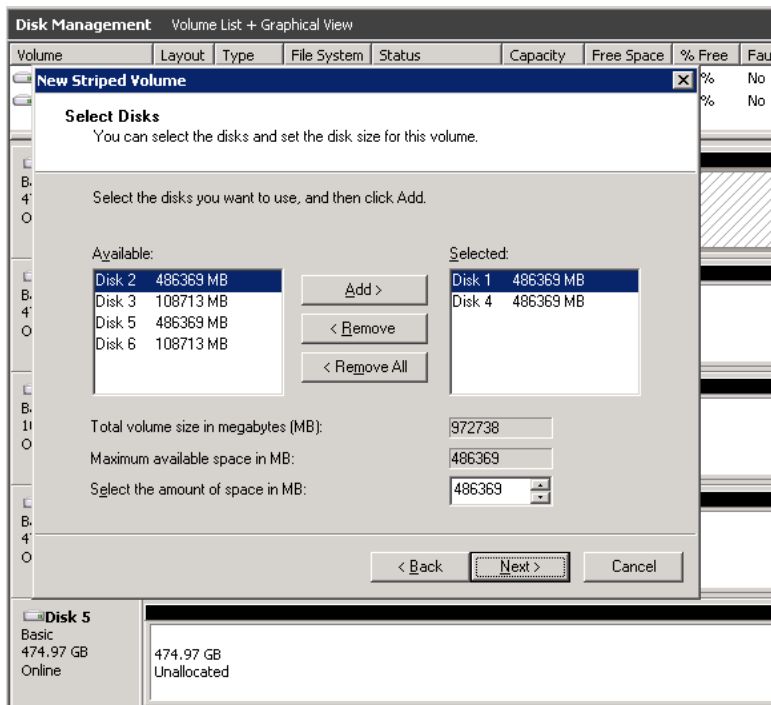 Disk Management Volume List + Graphical View
Volume Layout Type File System Status Capacity Free Space % Free Fau
New Striped Volume
% No
% No
Select Disks
You can select the disks and set the disk size for this volume.
Select the disks you want to use, and then click Add.
Available: Selected:
Disk 2 486369 MB Add > Disk 1 486369 MB
Disk 3 108713 MB Disk 4 486369 MB
Disk 5 486369 MB < Remove
Disk 6 108713 MB
< Remove All
Total volume size in megabytes (MB): 972738
Maximum available space in MB: 486369
Select the amount of space in MB: 486369
< Back Next > Cancel
Disk 5
Basic
474.97 GB 474.97 GB
Online Unallocated